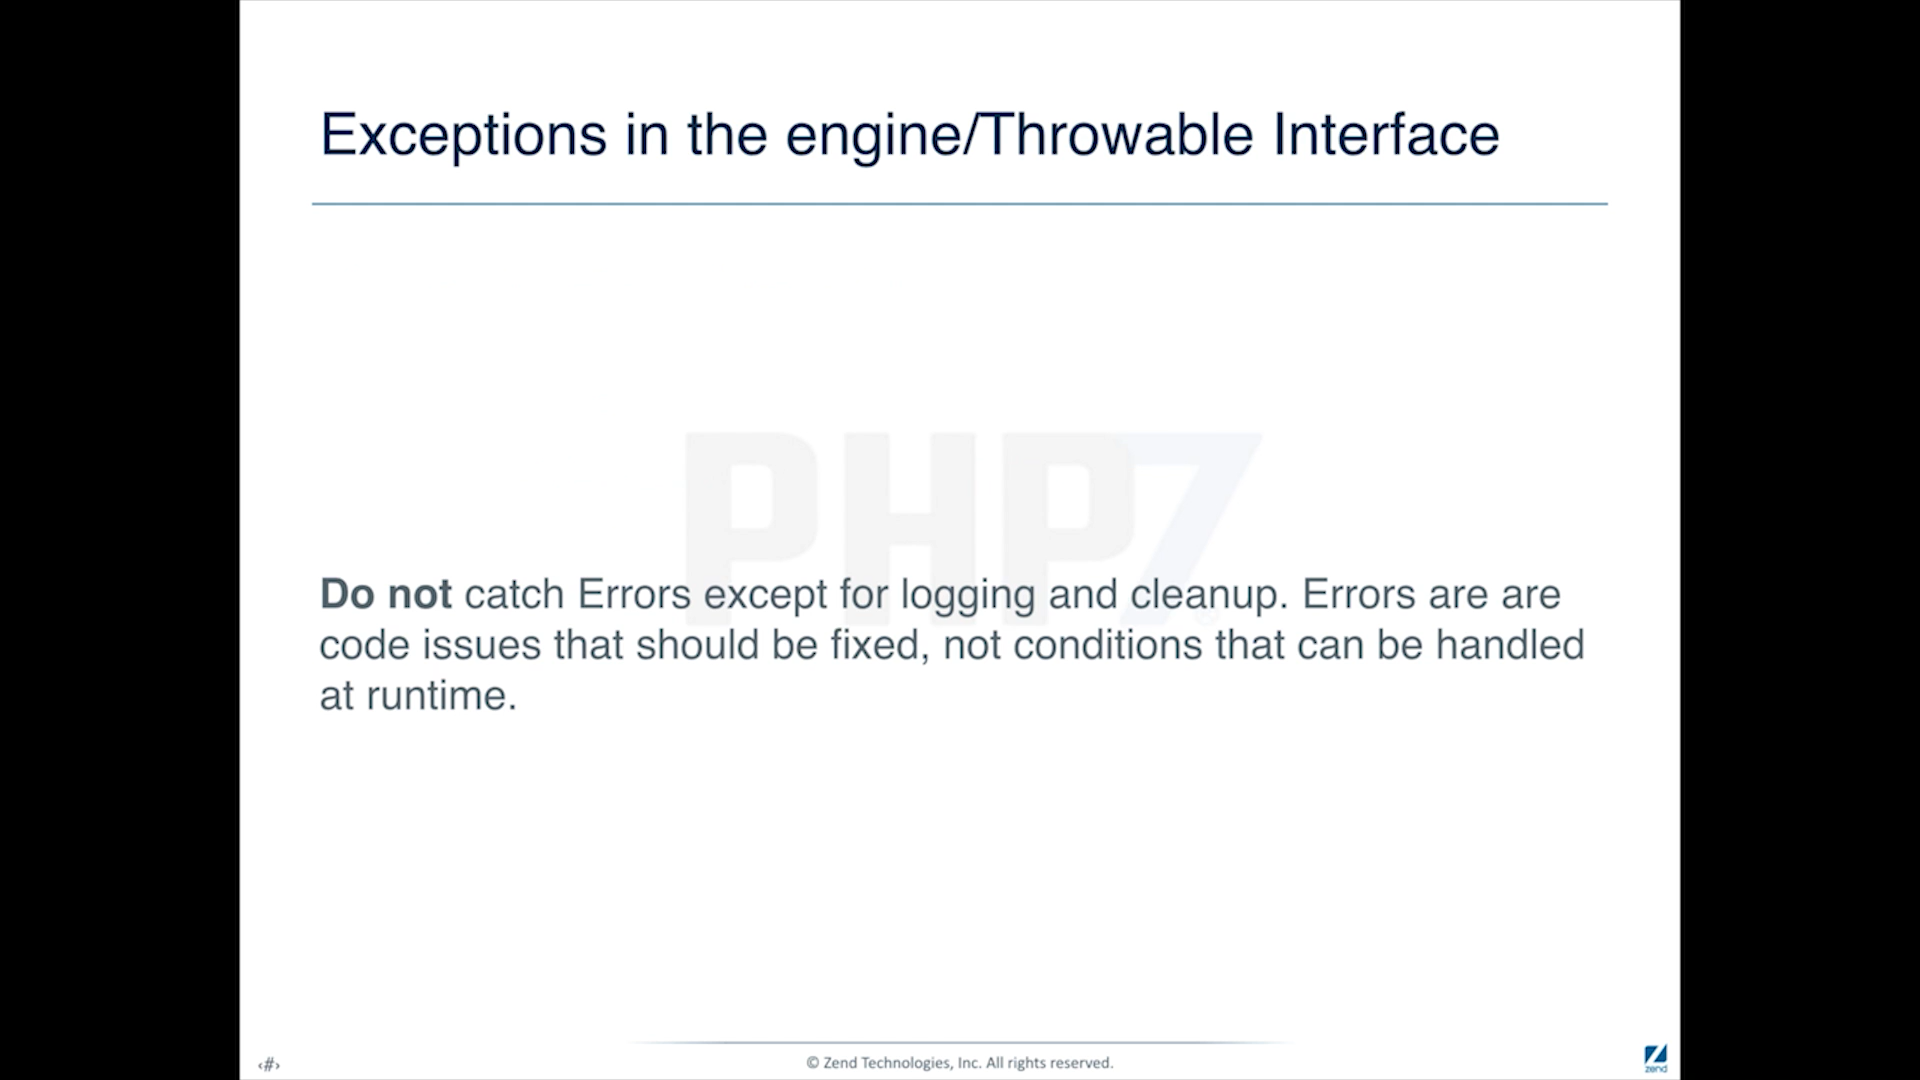 Exceptions in the engine/Throwable Interface
PHP7
Do not catch Errors except for logging and cleanup. Errors are are
code issues that should be fixed, not conditions that can be handled
at runtime.
‹#›
© Zend Technologies, Inc. All rights reserved.
zend